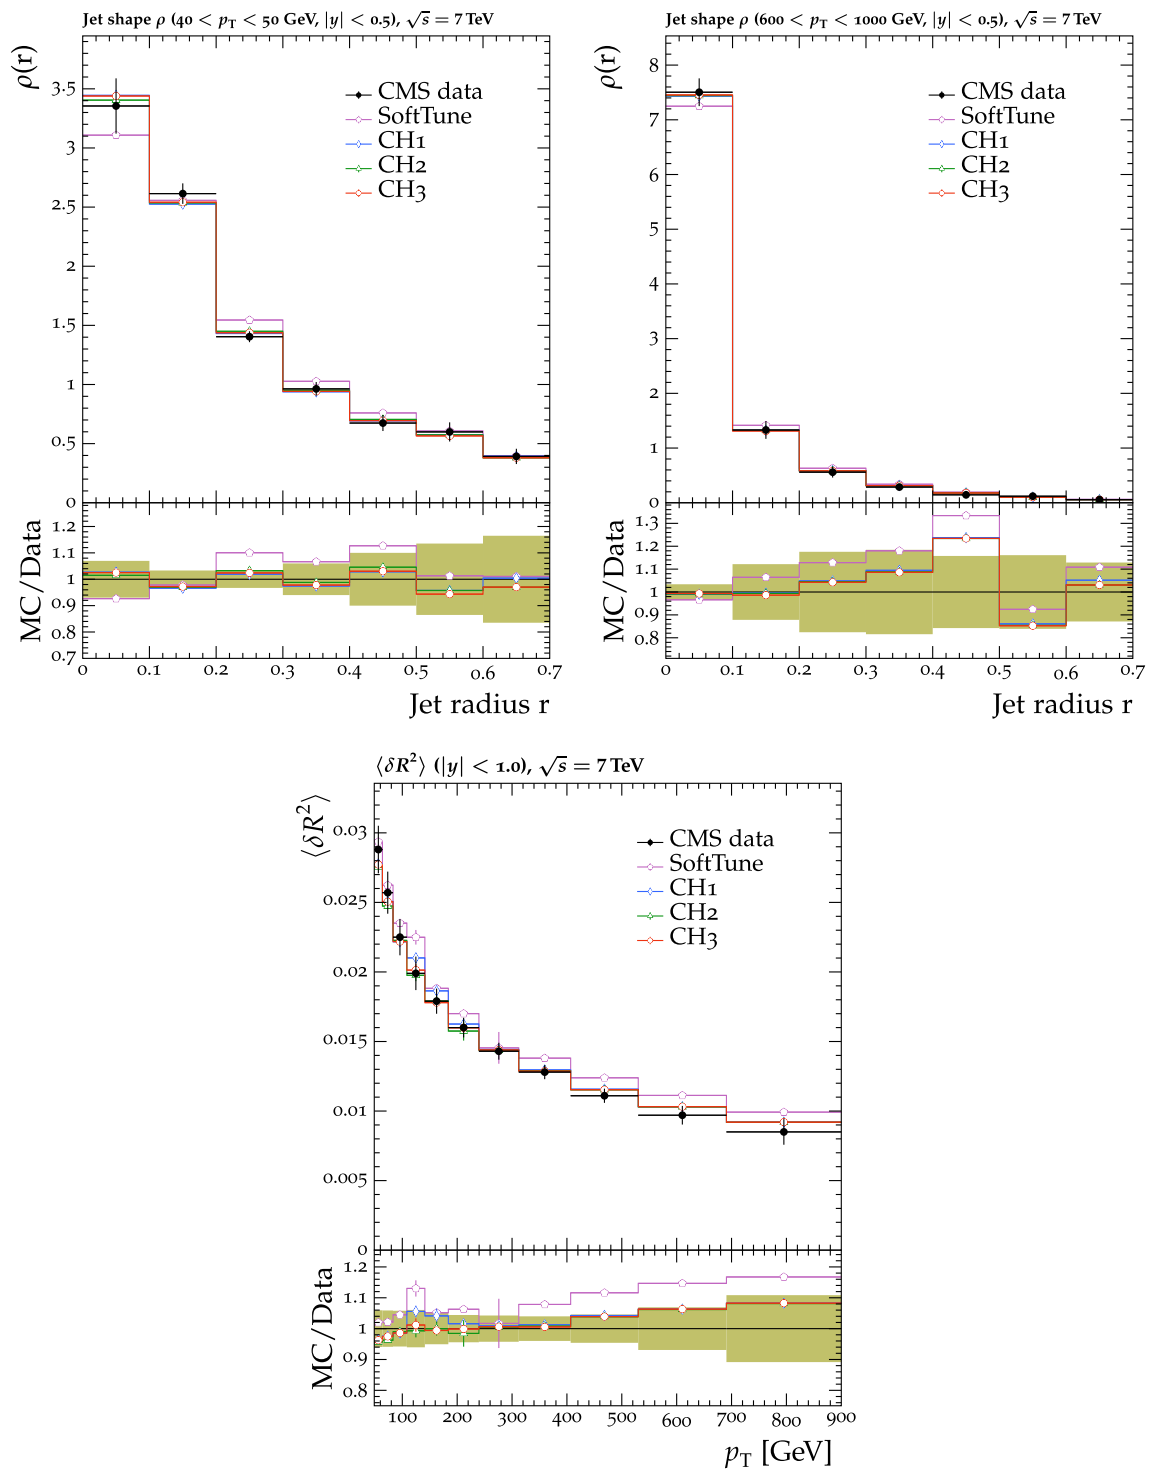 Jet shape ρ (40 < pT < 50 GeV, |y| < 0.5), √s = 7 TeV
ρ(r)
3.5
3
2.5
2
1.5
1
0.5
0
CMS data
SoftTune
CH1
CH2
CH3
MC/Data
1.2
1.1
1.0
0.9
0.8
0.7
0 0.1 0.2 0.3 0.4 0.5 0.6 0.7
Jet radius r
Jet shape ρ (600 < pT < 1000 GeV, |y| < 0.5), √s = 7 TeV
ρ(r)
8
7
6
5
4
3
2
1
0
CMS data
SoftTune
CH1
CH2
CH3
MC/Data
1.3
1.2
1.1
1
0.9
0.8
0 0.1 0.2 0.3 0.4 0.5 0.6 0.7
Jet radius r
⟨δR²⟩ (|y| < 1.0), √s = 7 TeV
⟨δR²⟩
0.03
0.025
0.02
0.015
0.01
0.005
0
CMS data
SoftTune
CH1
CH2
CH3
MC/Data
1.2
1.1
1
0.9
0.8
100 200 300 400 500 600 700 800 900
pT [GeV]